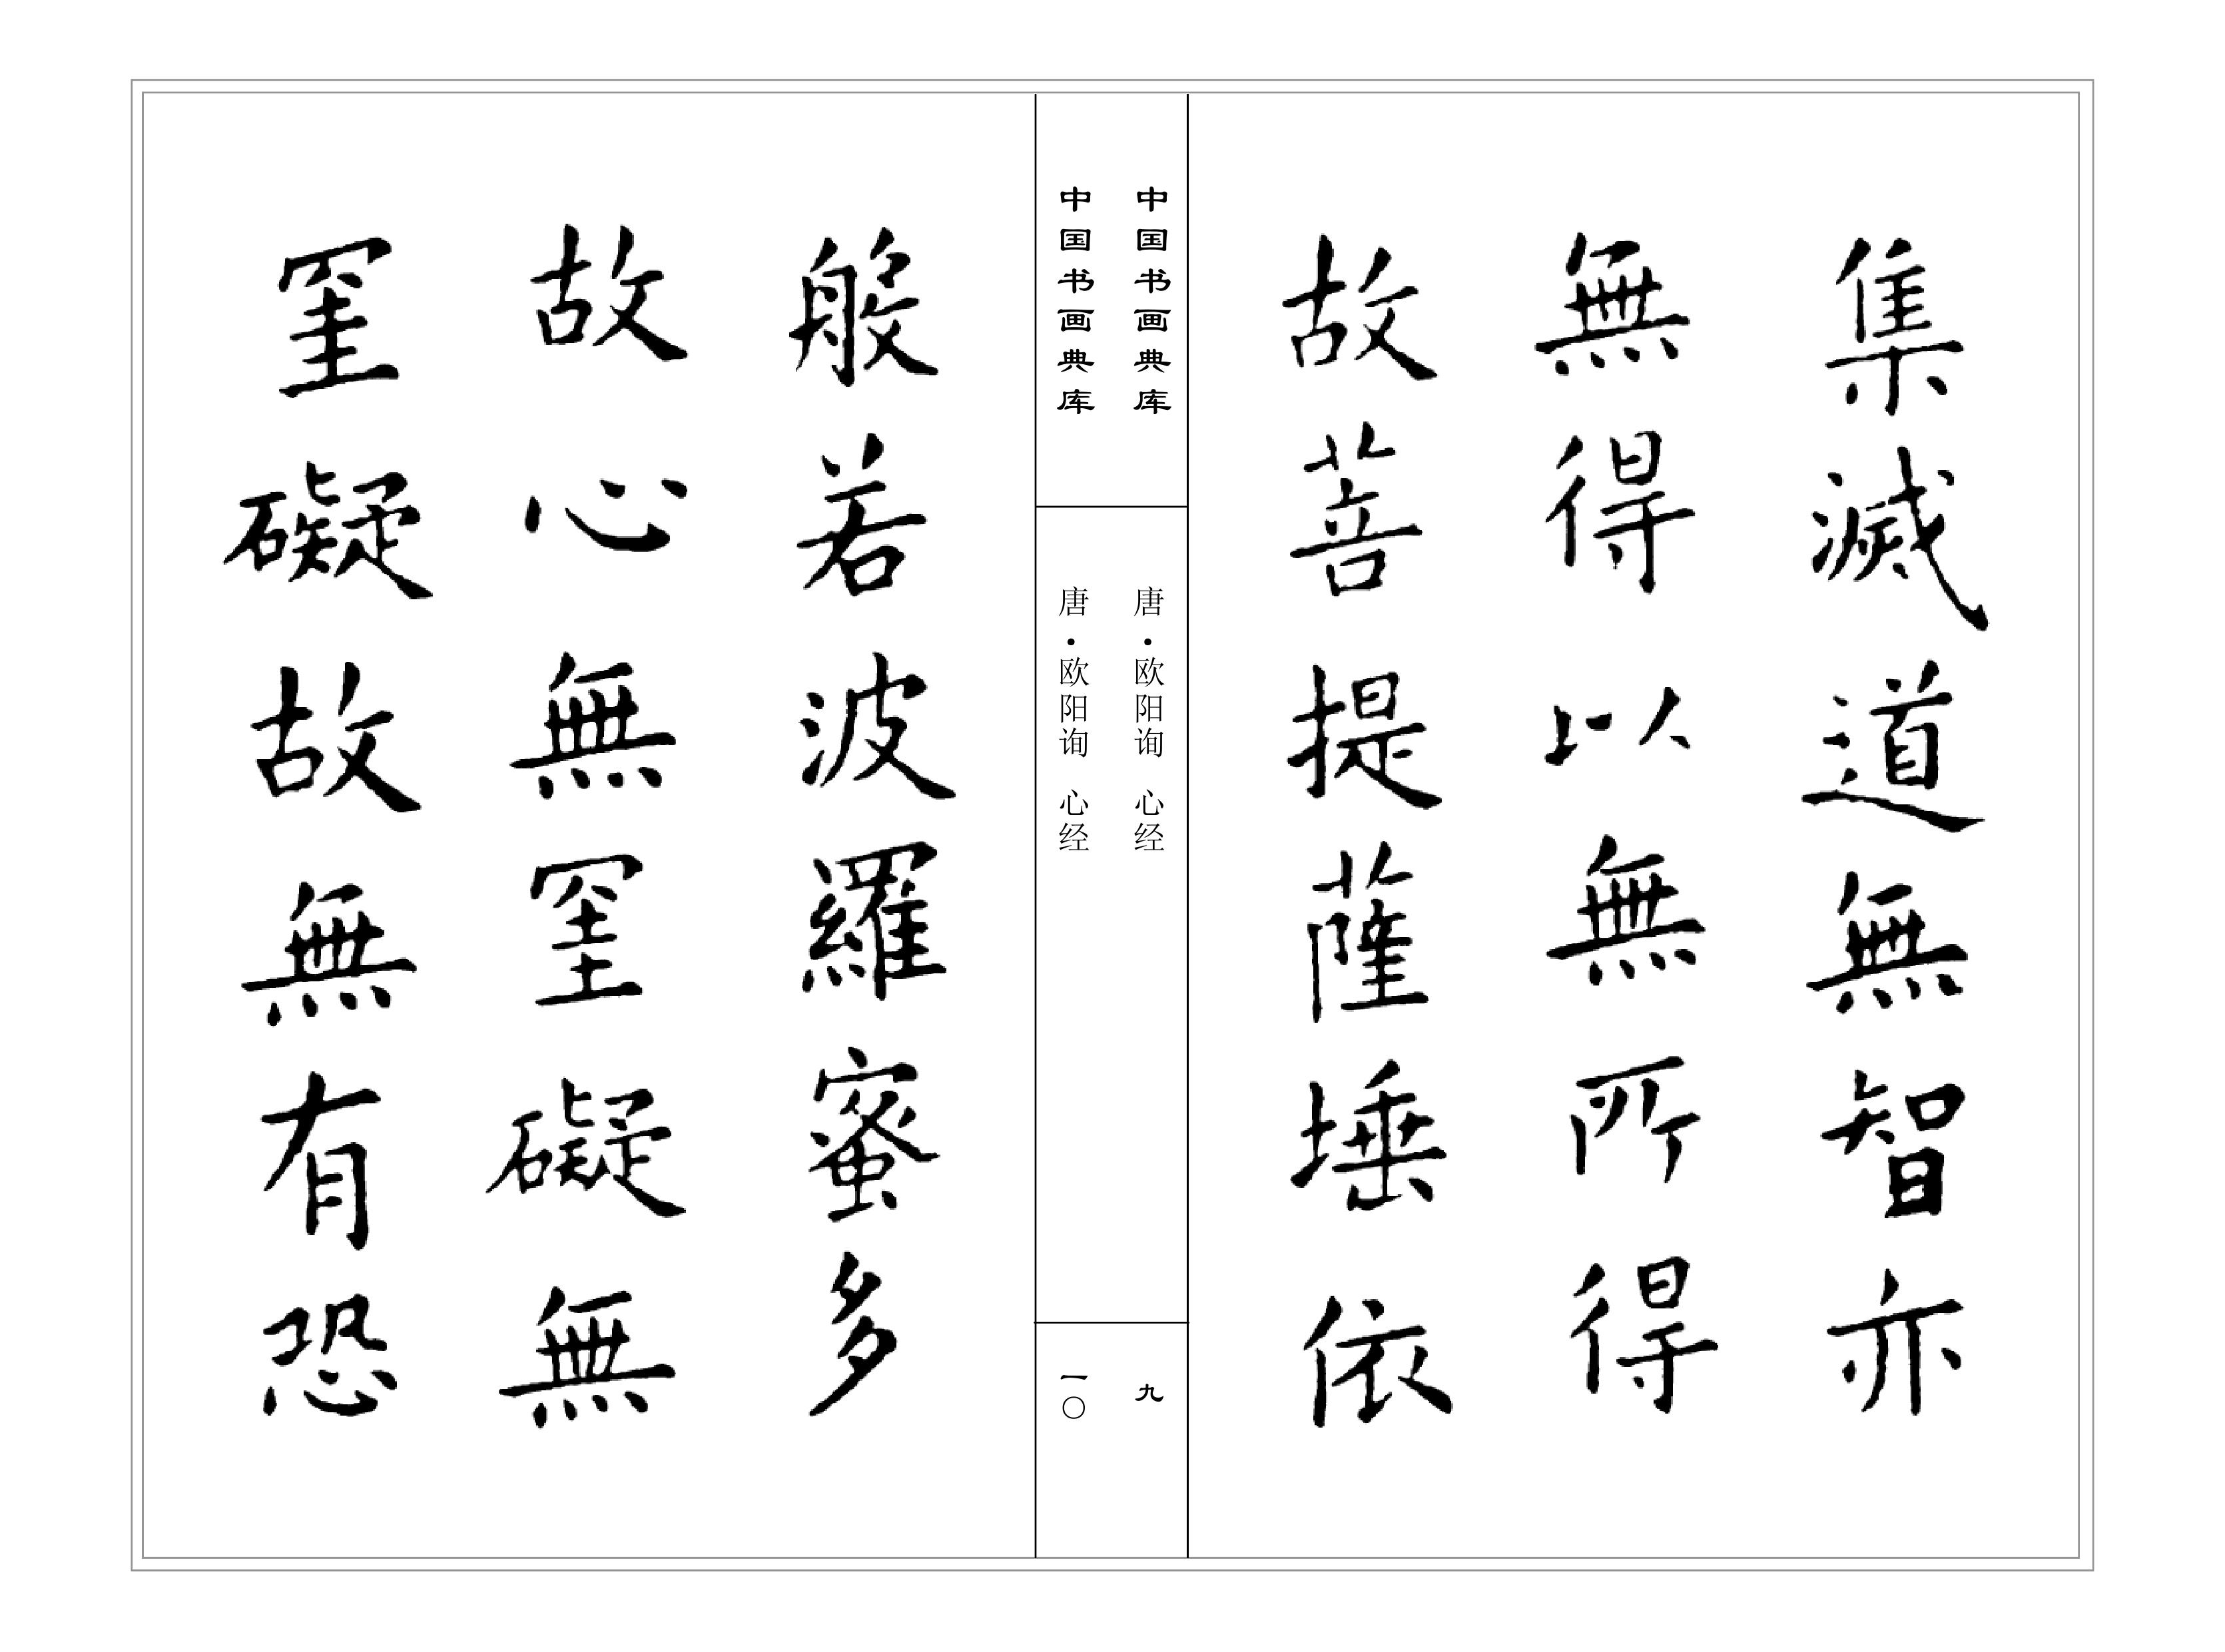 集滅道無智亦
無得以無所得
故菩提薩埵依
中国书画典库
唐·欧阳询 心经
九
中国书画典库
唐·欧阳询 心经
一〇
般若波羅蜜多
故心無罣礙無
罣礙故無有恐